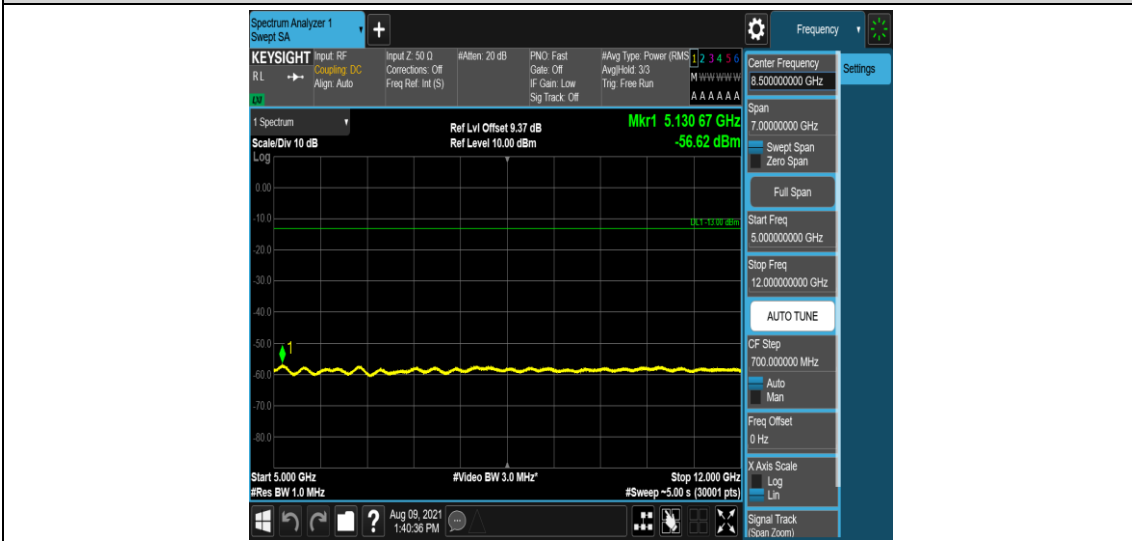 Spectrum Analyzer 1
Swept SA
+
Frequency
KEYSIGHT
RL
LXI
Input: RF
Coupling: DC
Align: Auto
Input Z: 50 Ω
Corrections: Off
Freq Ref: Int (S)
#Atten: 20 dB
PNO: Fast
Gate: Off
IF Gain: Low
Sig Track: Off
#Avg Type: Power (RMS
Avg|Hold: 3/3
Trig: Free Run
1 2 3 4 5 6
M W W W W W
A A A A A A
1 Spectrum
Scale/Div 10 dB
Ref Lvl Offset 9.37 dB
Ref Level 10.00 dBm
Mkr1 5.130 67 GHz
-56.62 dBm
Log
0.00
-10.0
DL1 -13.00 dBm
-20.0
-30.0
-40.0
-50.0
1
-60.0
-70.0
-80.0
Start 5.000 GHz
#Res BW 1.0 MHz
#Video BW 3.0 MHz*
Stop 12.000 GHz
#Sweep ~5.00 s (30001 pts)
?
Aug 09, 2021
1:40:36 PM
Center Frequency
8.500000000 GHz
Settings
Span
7.00000000 GHz
Swept Span
Zero Span
Full Span
Start Freq
5.000000000 GHz
Stop Freq
12.000000000 GHz
AUTO TUNE
CF Step
700.000000 MHz
Auto
Man
Freq Offset
0 Hz
X Axis Scale
Log
Lin
Signal Track
(Span Zoom)